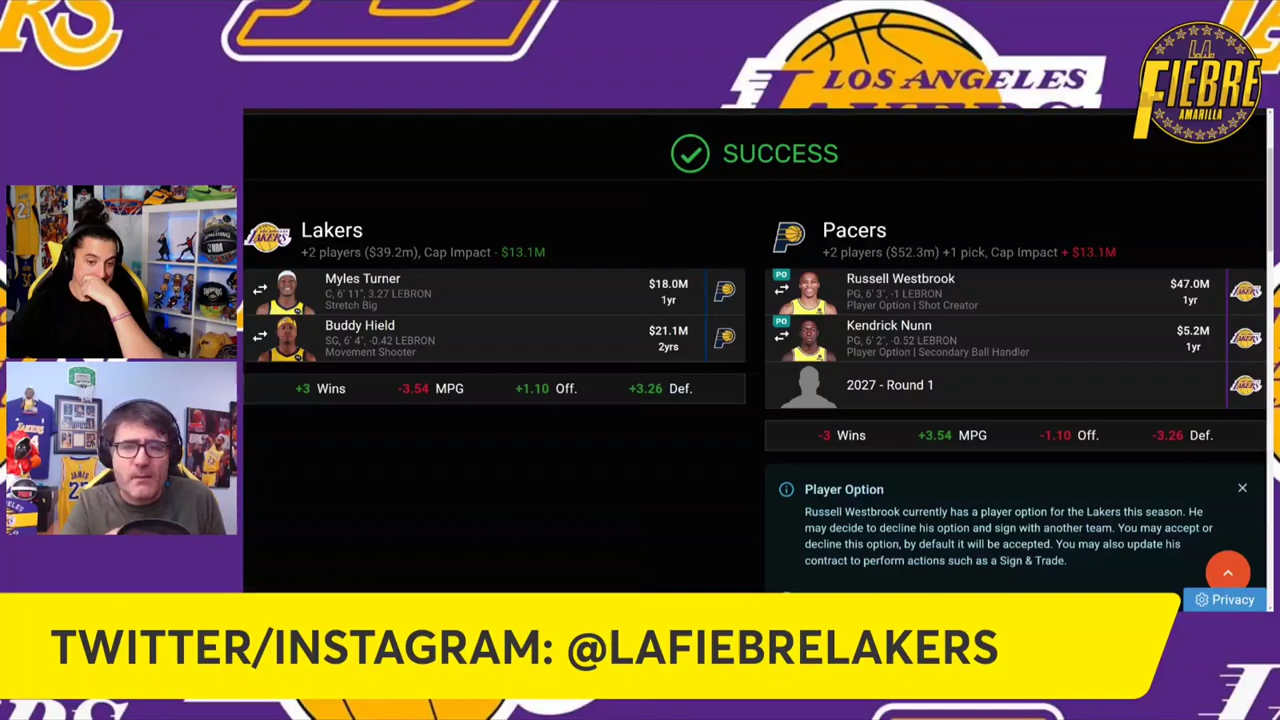 LOS ANGELES
L.A.
FIEBRE
AMARILLA
SUCCESS
Lakers
+2 players ($39.2m), Cap Impact - $13.1M
Myles Turner
C, 6' 11", 3.27 LEBRON
Stretch Big
$18.0M
1yr
Buddy Hield
SG, 6' 4", -0.42 LEBRON
Movement Shooter
$21.1M
2yrs
+3 Wins -3.54 MPG +1.10 Off. +3.26 Def.
Pacers
+2 players ($52.3m) +1 pick, Cap Impact + $13.1M
PO
Russell Westbrook
PG, 6' 3", -1 LEBRON
Player Option | Shot Creator
$47.0M
1yr
PO
Kendrick Nunn
PG, 6' 2", -0.52 LEBRON
Player Option | Secondary Ball Handler
$5.2M
1yr
2027 - Round 1
-3 Wins +3.54 MPG -1.10 Off. -3.26 Def.
Player Option
Russell Westbrook currently has a player option for the Lakers this season. He
may decide to decline his option and sign with another team. You may accept or
decline this option, by default it will be accepted. You may also update his
contract to perform actions such as a Sign & Trade.
Privacy
TWITTER/INSTAGRAM: @LAFIEBRELAKERS